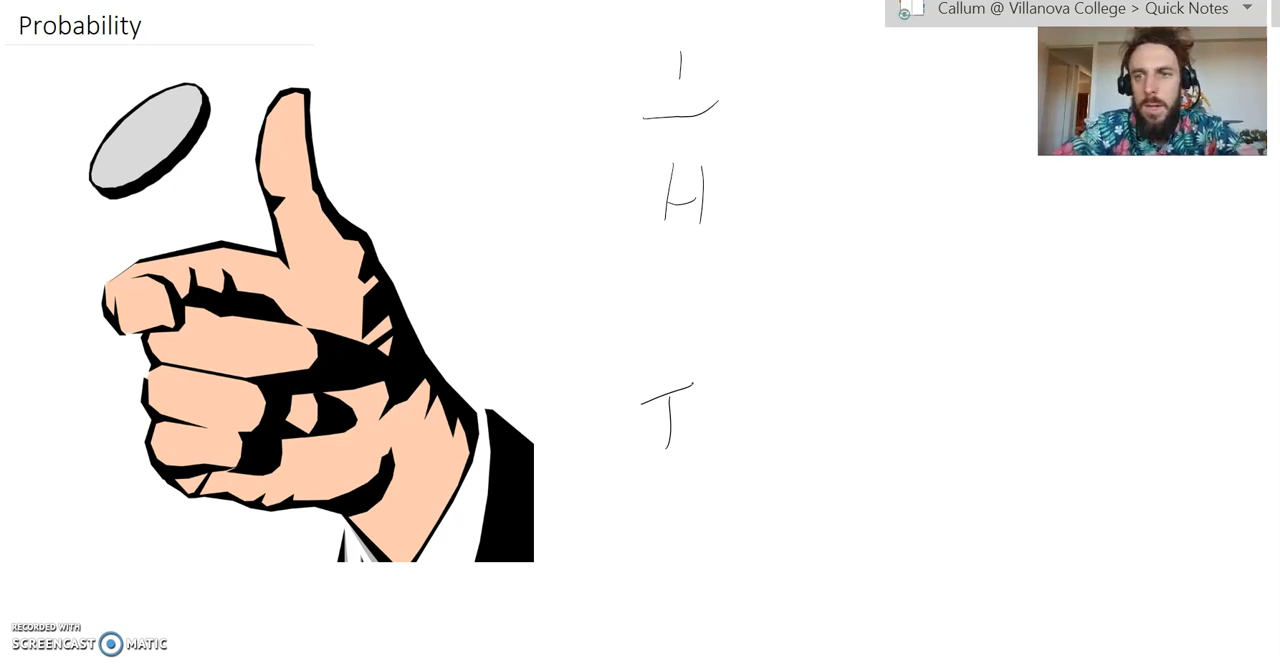 Probability
Callum @ Villanova College > Quick Notes
1
H
T
RECORDED WITH
SCREENCAST MATIC